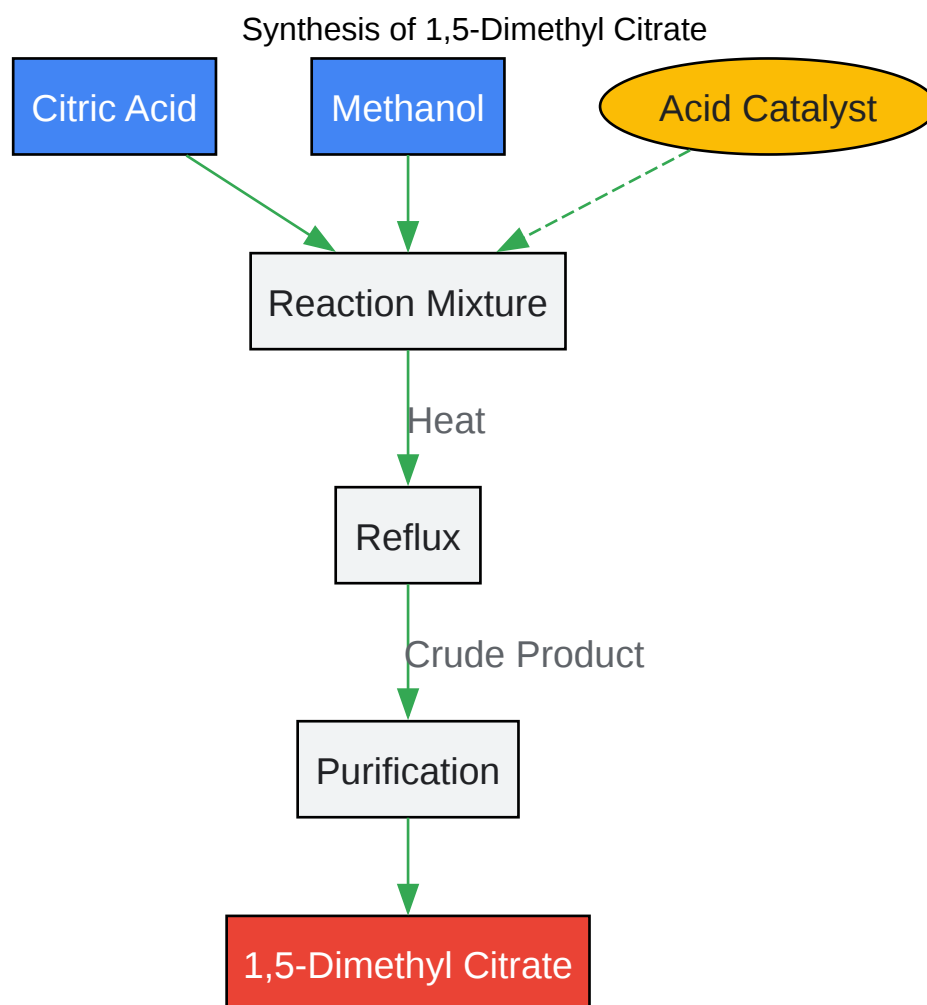 Synthesis of 1,5-Dimethyl Citrate
Citric Acid
Methanol
Acid Catalyst
Reaction Mixture
Heat
Reflux
Crude Product
Purification
1,5-Dimethyl Citrate